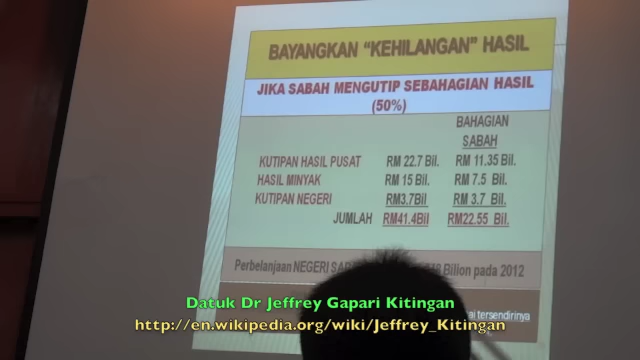 BAYANGKAN “KEHILANGAN” HASIL
JIKA SABAH MENGUTIP SEBAHAGIAN HASIL
(50%)
BAHAGIAN
SABAH
KUTIPAN HASIL PUSAT RM 22.7 Bil. RM 11.35 Bil.
HASIL MINYAK RM 15 Bil. RM 7.5 Bil.
KUTIPAN NEGERI RM3.7Bil RM 3.7 Bil.
JUMLAH RM41.4Bil RM22.55 Bil.
Perbelanjaan NEGERI Bilion pada 2012
tersendirinya
Datuk Dr Jeffrey Gapari Kitingan
http://en.wikipedia.org/wiki/Jeffrey_Kitingan